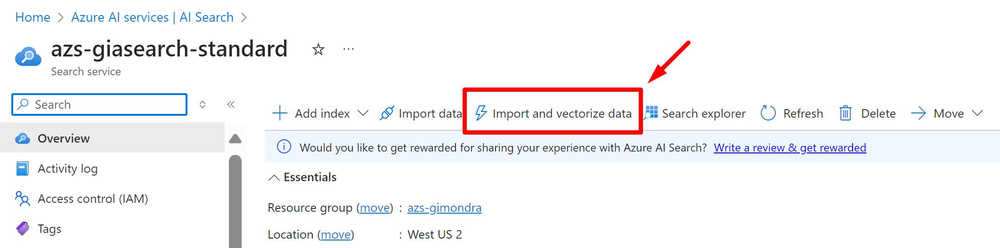 Home > Azure AI services | AI Search >
azs-giasearch-standard
Search service
Search
Add index
Import data
Import and vectorize data
Search explorer
Refresh
Delete
Move
Overview
Activity log
Access control (IAM)
Tags
Would you like to get rewarded for sharing your experience with Azure AI Search? Write a review & get rewarded
Essentials
Resource group (move) : azs-gimondra
Location (move) : West US 2